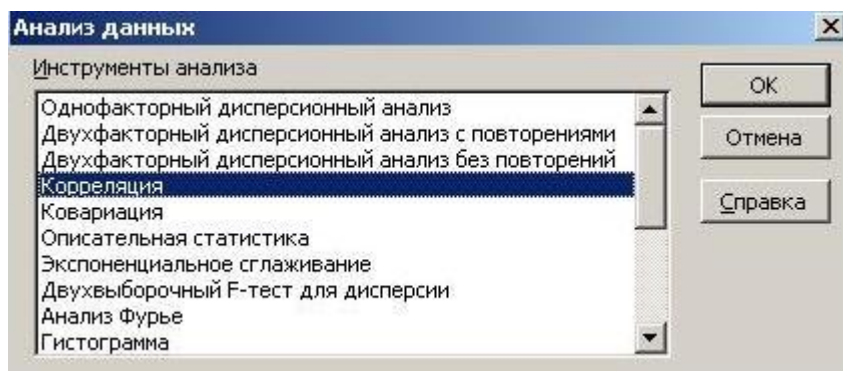 Анализ данных
Инструменты анализа
Однофакторный дисперсионный анализ
Двухфакторный дисперсионный анализ с повторениями
Двухфакторный дисперсионный анализ без повторений
Корреляция
Ковариация
Описательная статистика
Экспоненциальное сглаживание
Двухвыборочный F-тест для дисперсии
Анализ Фурье
Гистограмма
OK
Отмена
Справка